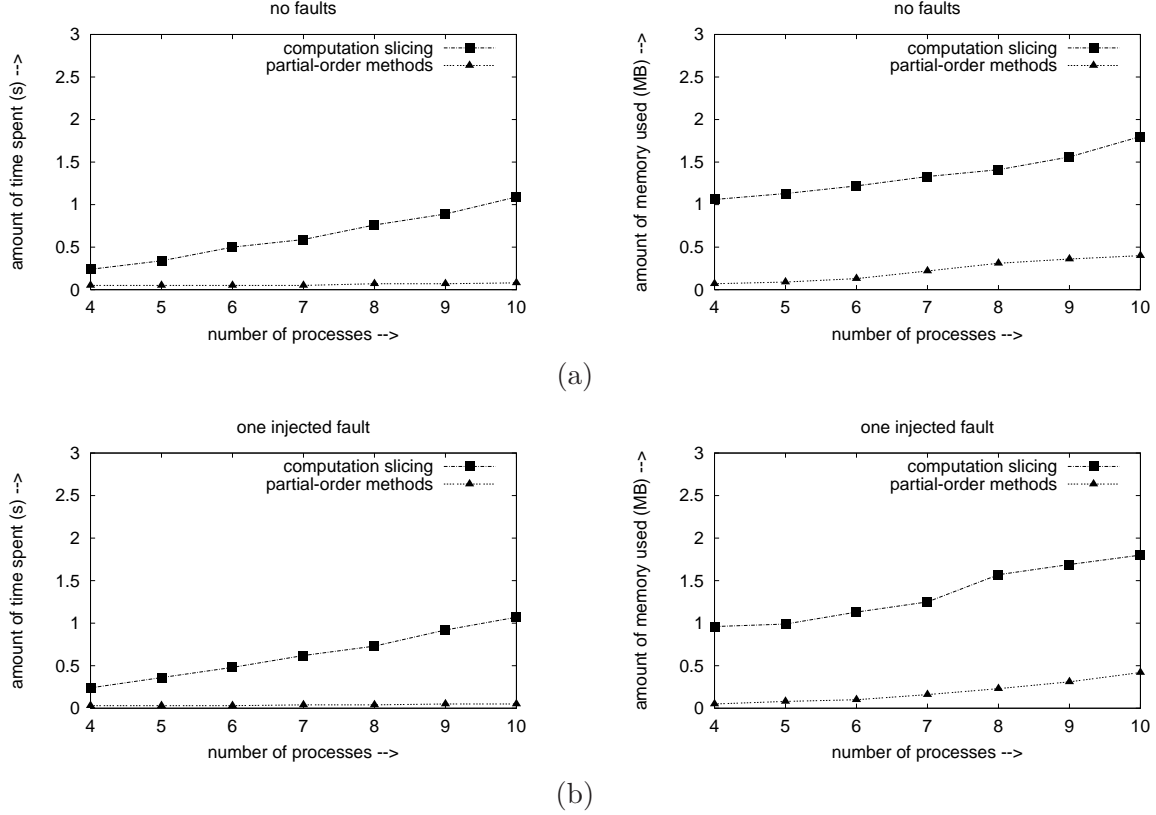 no faults
amount of time spent (s) -->
3
2.5
2
1.5
1
0.5
0
computation slicing
partial-order methods
4 5 6 7 8 9 10
number of processes -->
no faults
amount of memory used (MB) -->
3
2.5
2
1.5
1
0.5
0
computation slicing
partial-order methods
4 5 6 7 8 9 10
number of processes -->
(a)
one injected fault
amount of time spent (s) -->
3
2.5
2
1.5
1
0.5
0
computation slicing
partial-order methods
4 5 6 7 8 9 10
number of processes -->
one injected fault
amount of memory used (MB) -->
3
2.5
2
1.5
1
0.5
0
computation slicing
partial-order methods
4 5 6 7 8 9 10
number of processes -->
(b)